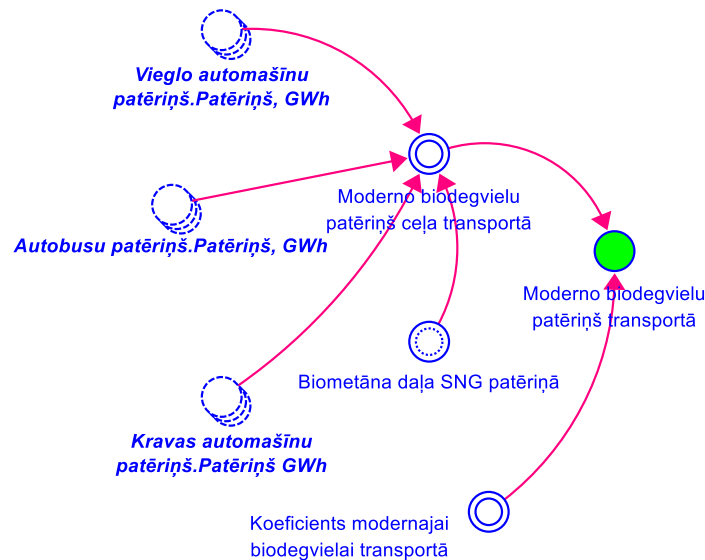 Vieglo automašīnu
patēriņš.Patēriņš, GWh
Moderno biodegvielu
patēriņš ceļa transportā
Autobusu patēriņš.Patēriņš, GWh
Moderno biodegvielu
patēriņš transportā
Biometāna daļa SNG patēriņā
Kravas automašīnu
patēriņš.Patēriņš GWh
Koeficients modernajai
biodegvielai transportā